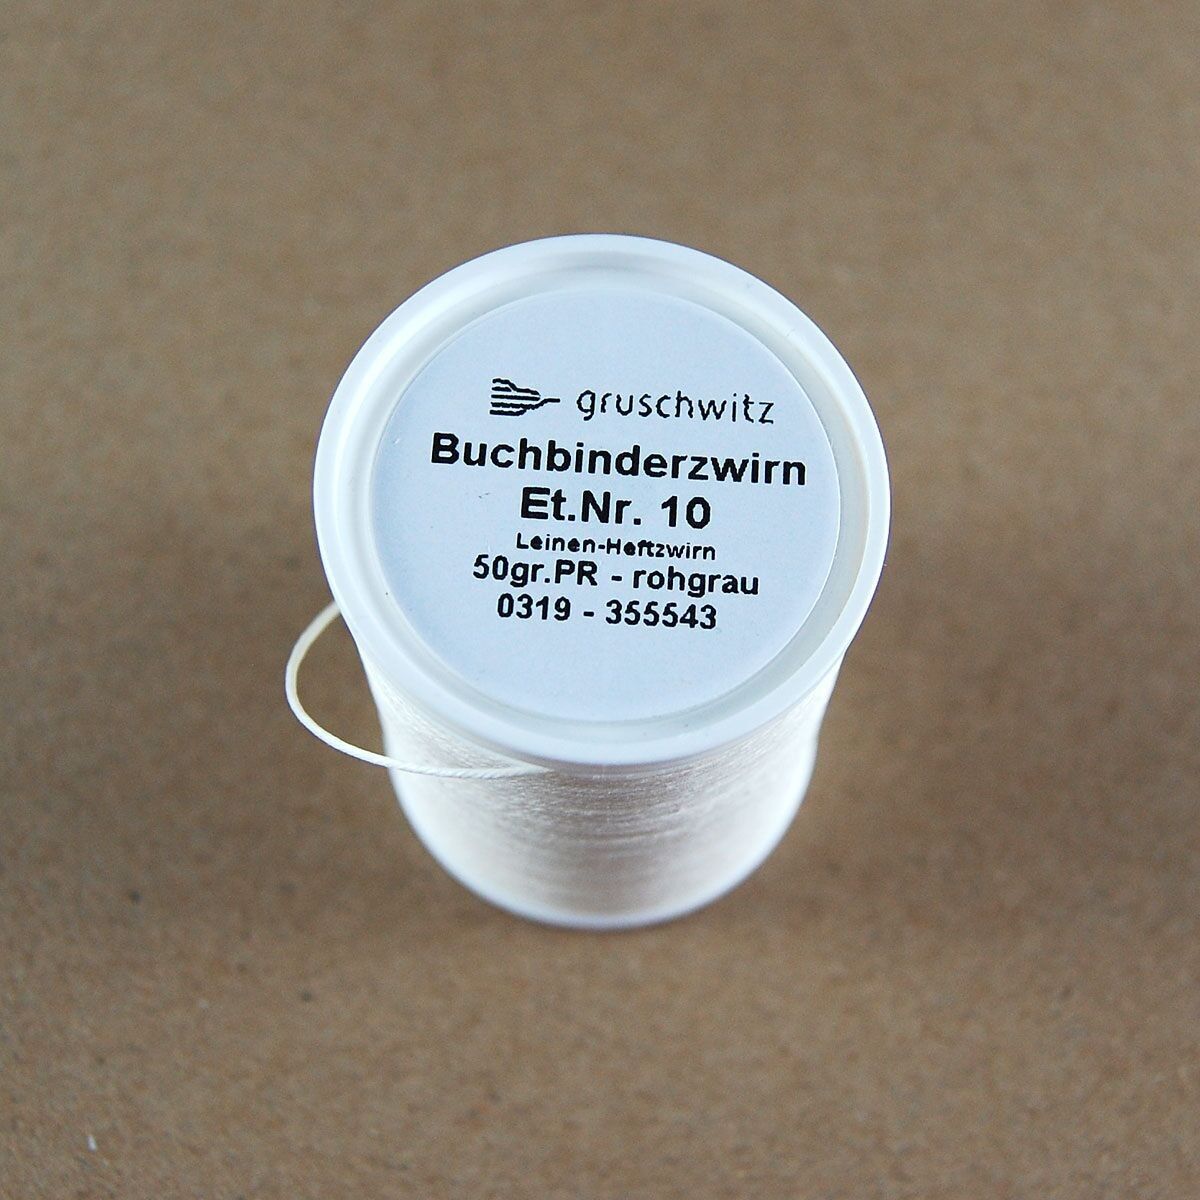 gruschwitz
Buchbinderzwirn
Et.Nr. 10
Leinen-Heftzwirn
50gr.PR - rohgrau
0319 - 355543